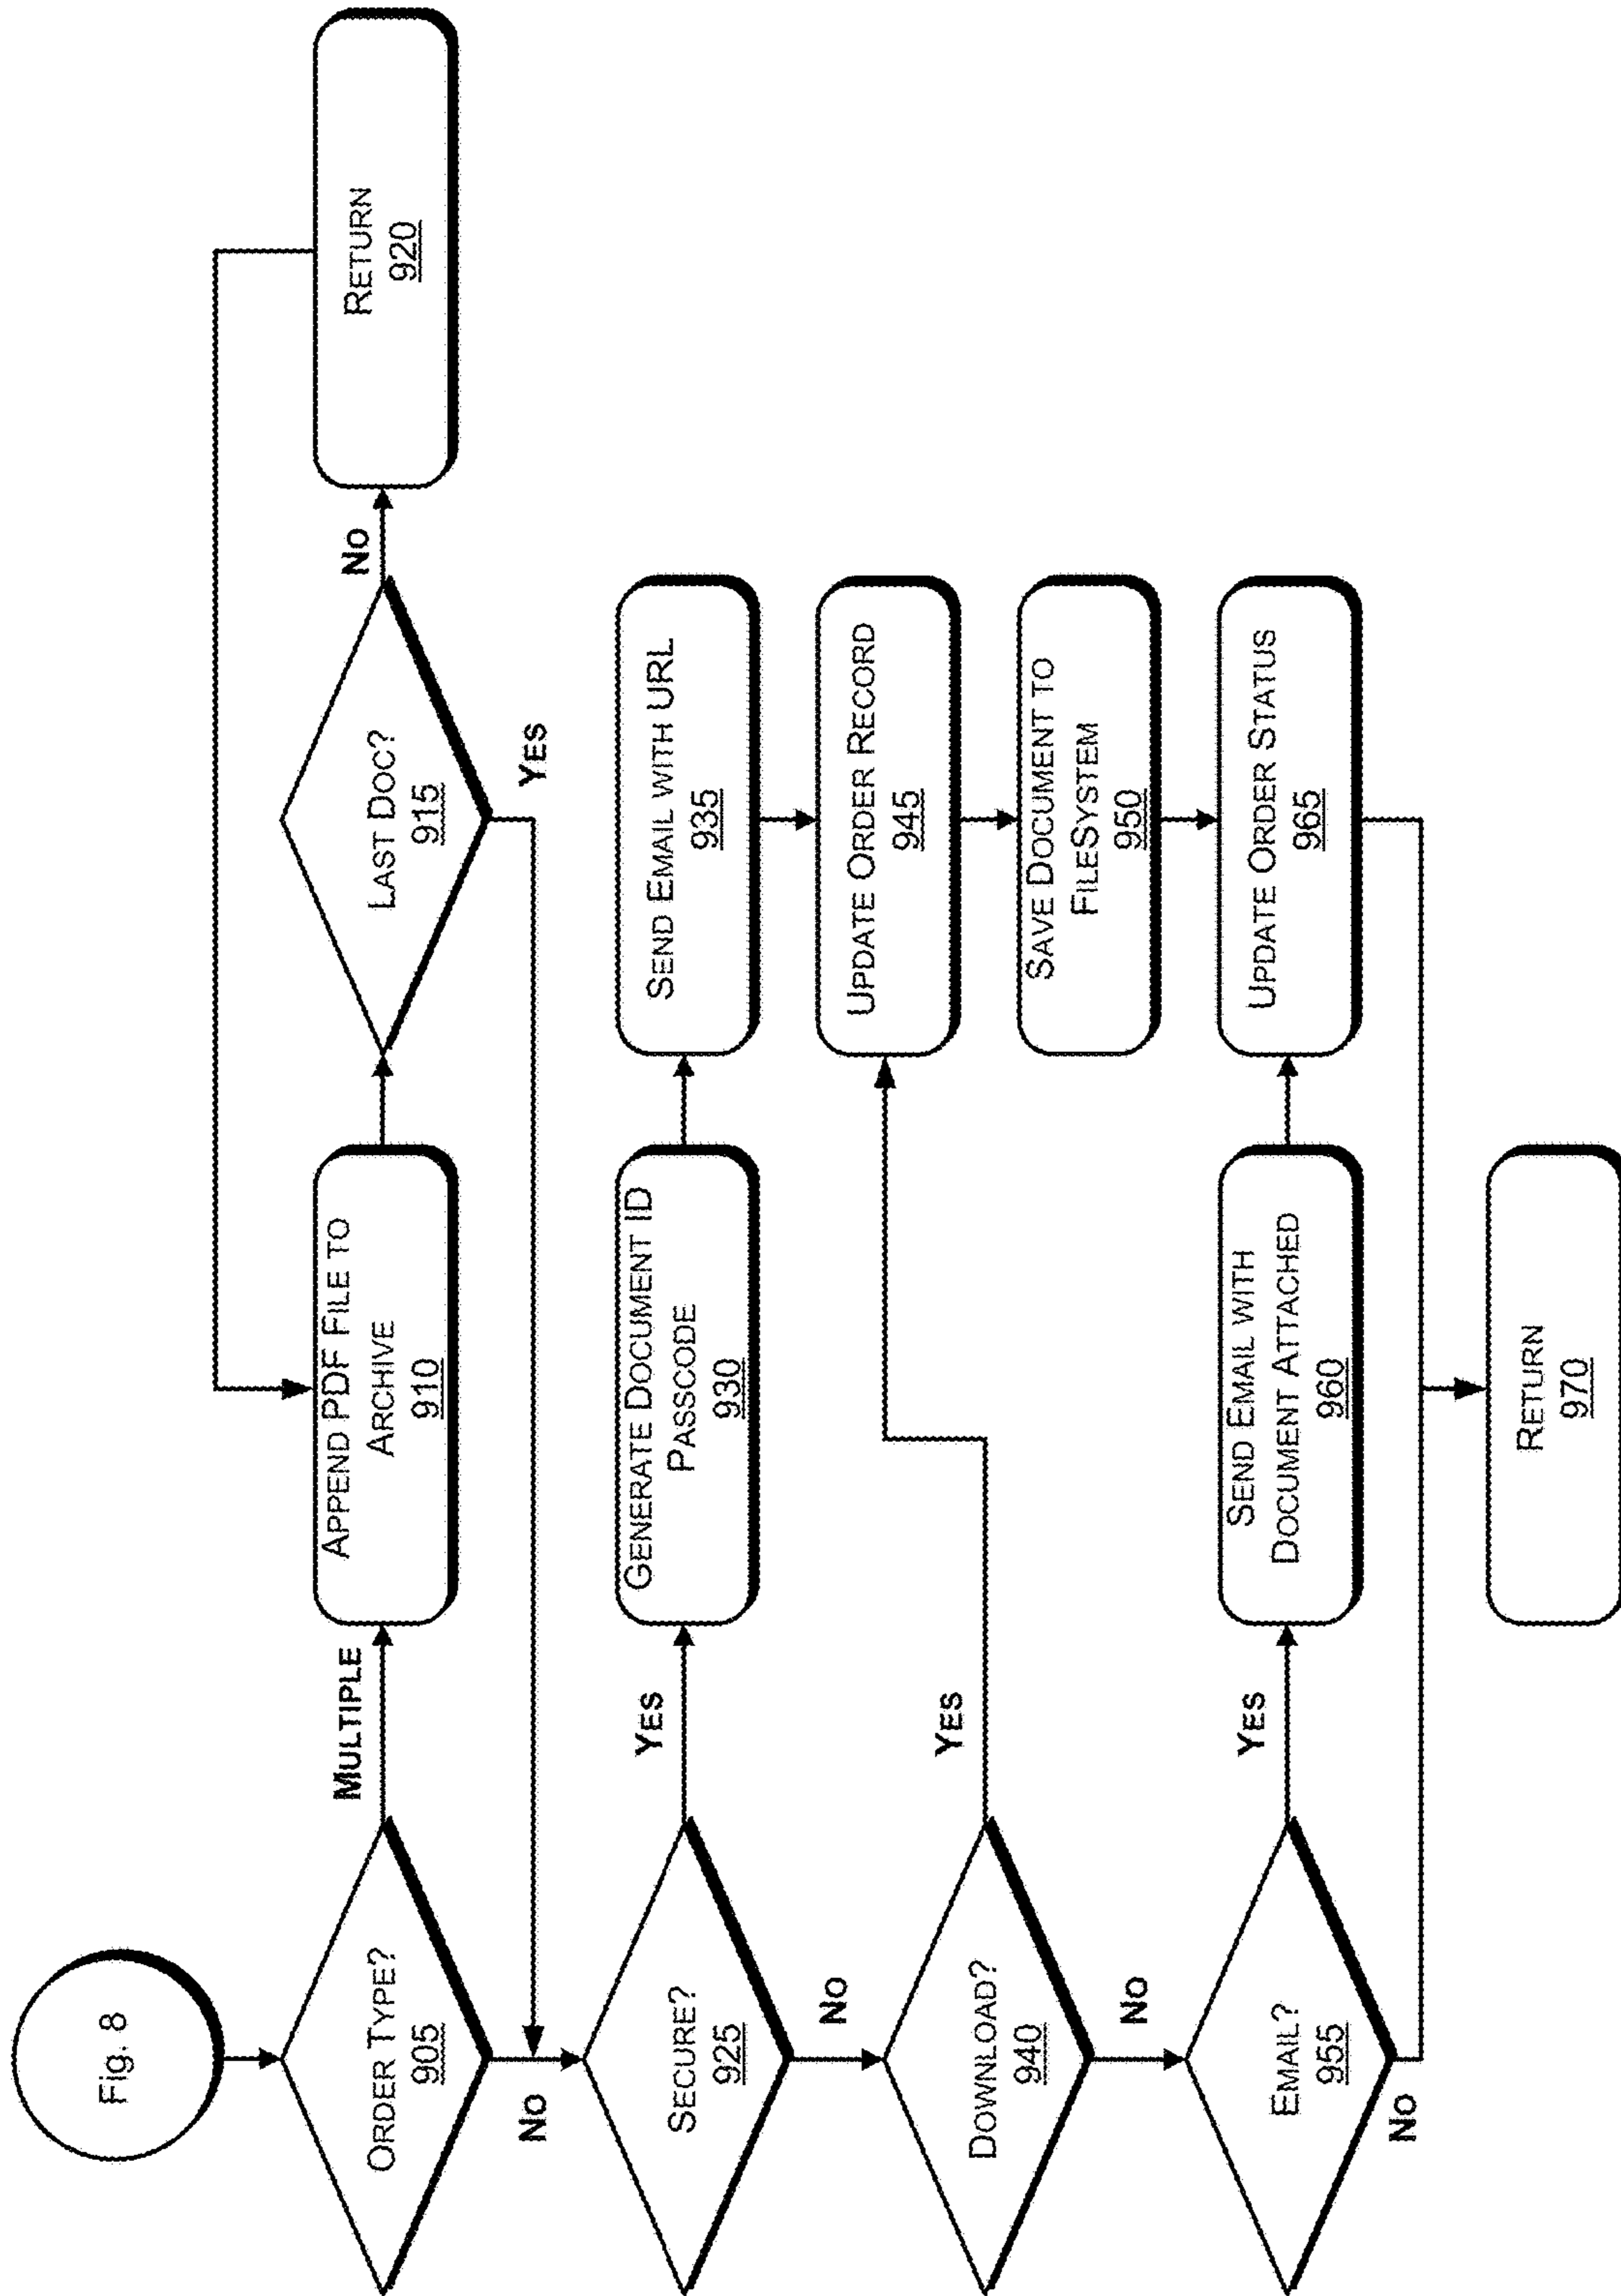 Fig. 8
ORDER TYPE?
905
MULTIPLE
NO
APPEND PDF FILE TO
ARCHIVE
910
LAST DOC?
915
NO
YES
RETURN
920
SECURE?
925
YES
NO
GENERATE DOCUMENT ID
PASSCODE
930
SEND EMAIL WITH URL
935
DOWNLOAD?
940
YES
NO
UPDATE ORDER RECORD
945
SAVE DOCUMENT TO
FILESYSTEM
950
EMAIL?
955
YES
NO
SEND EMAIL WITH
DOCUMENT ATTACHED
960
UPDATE ORDER STATUS
965
RETURN
970